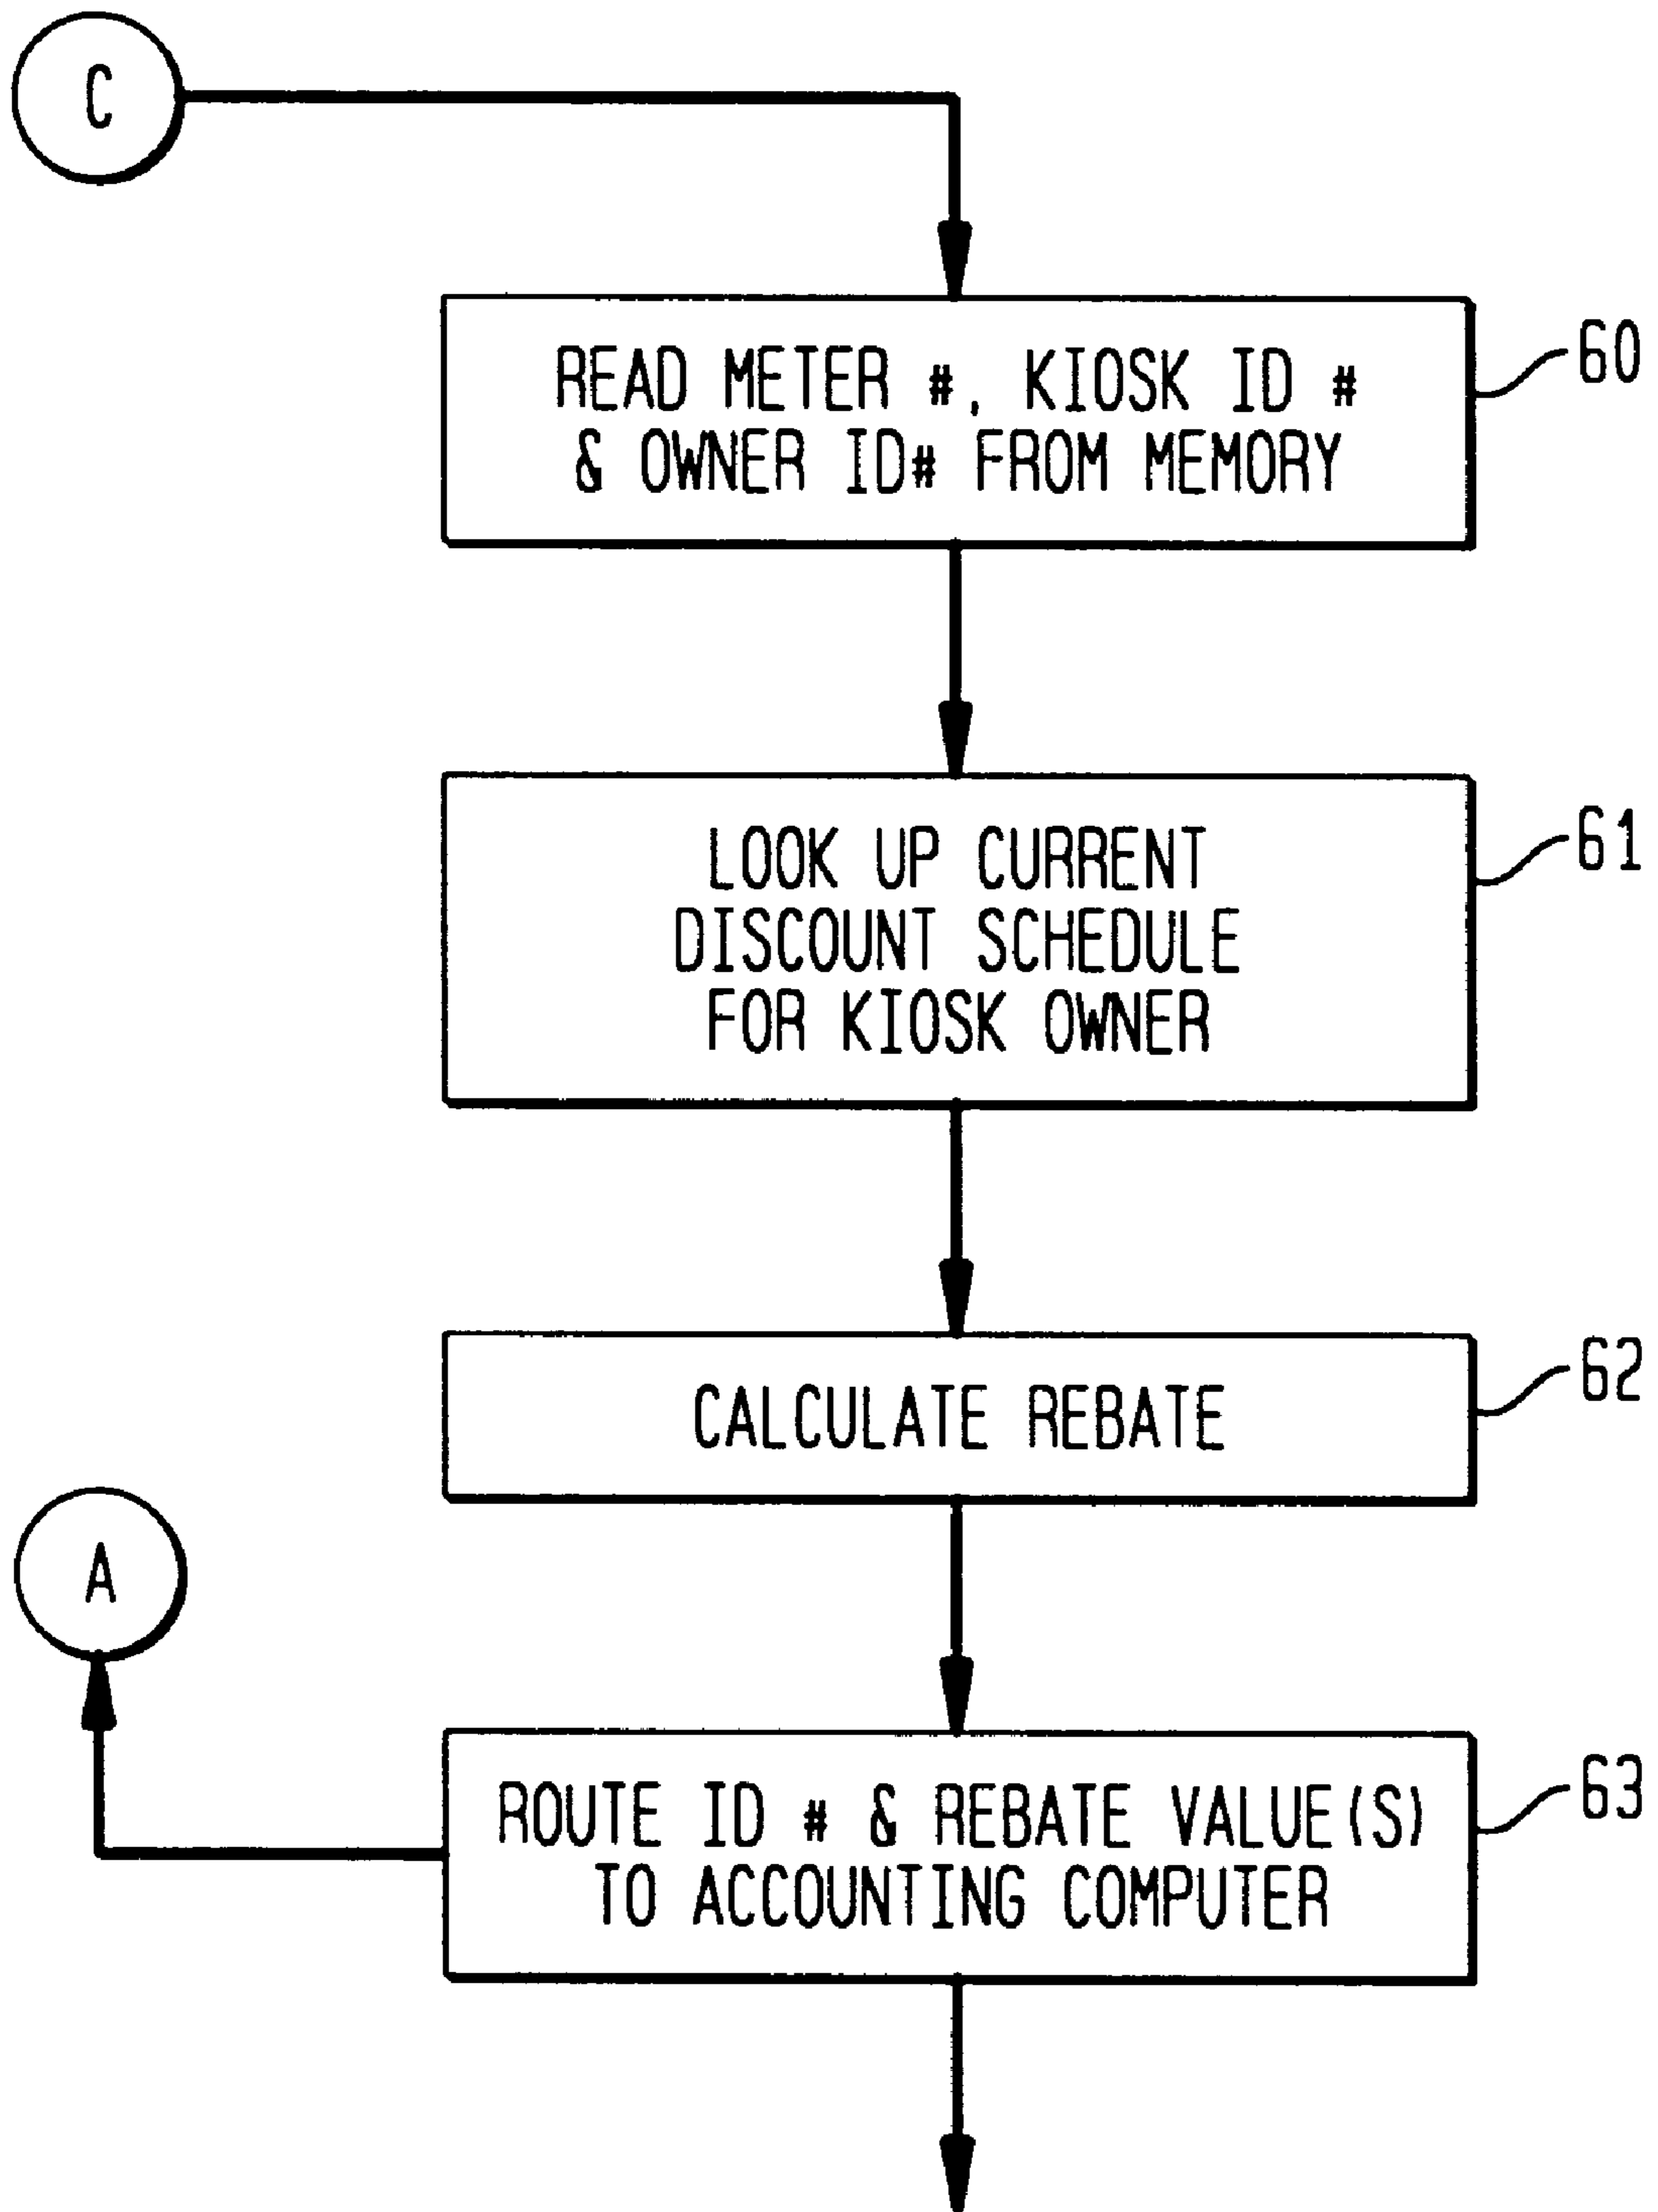 C
READ METER #, KIOSK ID #
& OWNER ID# FROM MEMORY
60
LOOK UP CURRENT
DISCOUNT SCHEDULE
FOR KIOSK OWNER
61
CALCULATE REBATE
62
A
ROUTE ID # & REBATE VALUE(S)
TO ACCOUNTING COMPUTER
63